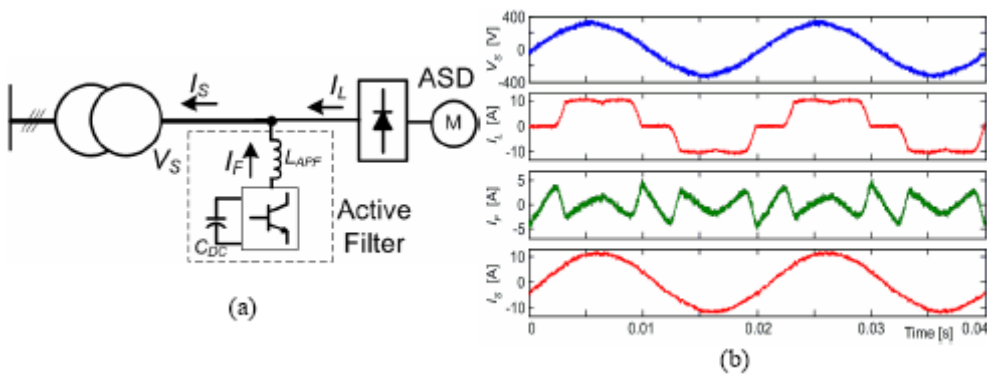 I_S
I_L
ASD
M
V_S
I_F
L_APF
C_DC
Active
Filter
(a)
400
0
-400
V_S [V]
10
0
-10
I_L [A]
5
0
-5
I_F [A]
10
0
-10
I_S [A]
0
0.01
0.02
0.03
Time [s]
0.04
(b)